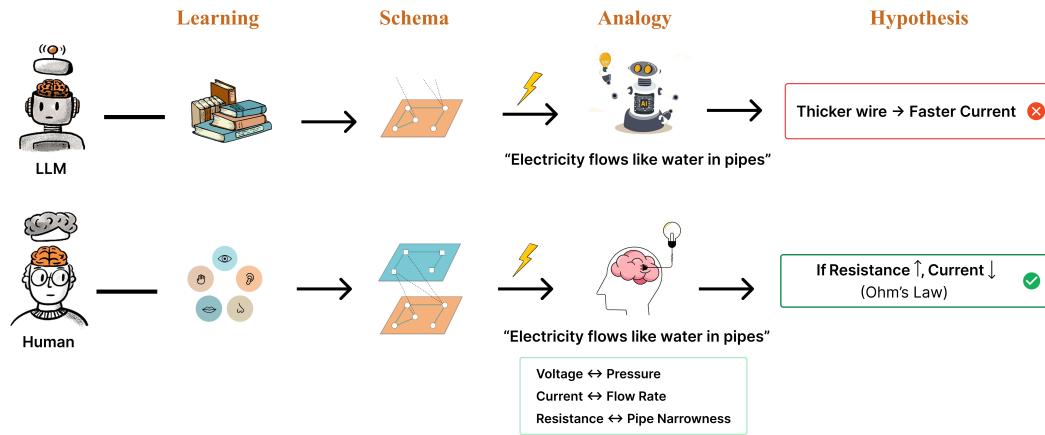 Learning
Schema
Analogy
Hypothesis
AI
Thicker wire → Faster Current
"Electricity flows like water in pipes"
LLM
If Resistance ↑, Current ↓
(Ohm's Law)
Human
"Electricity flows like water in pipes"
Voltage ↔ Pressure
Current ↔ Flow Rate
Resistance ↔ Pipe Narrowness